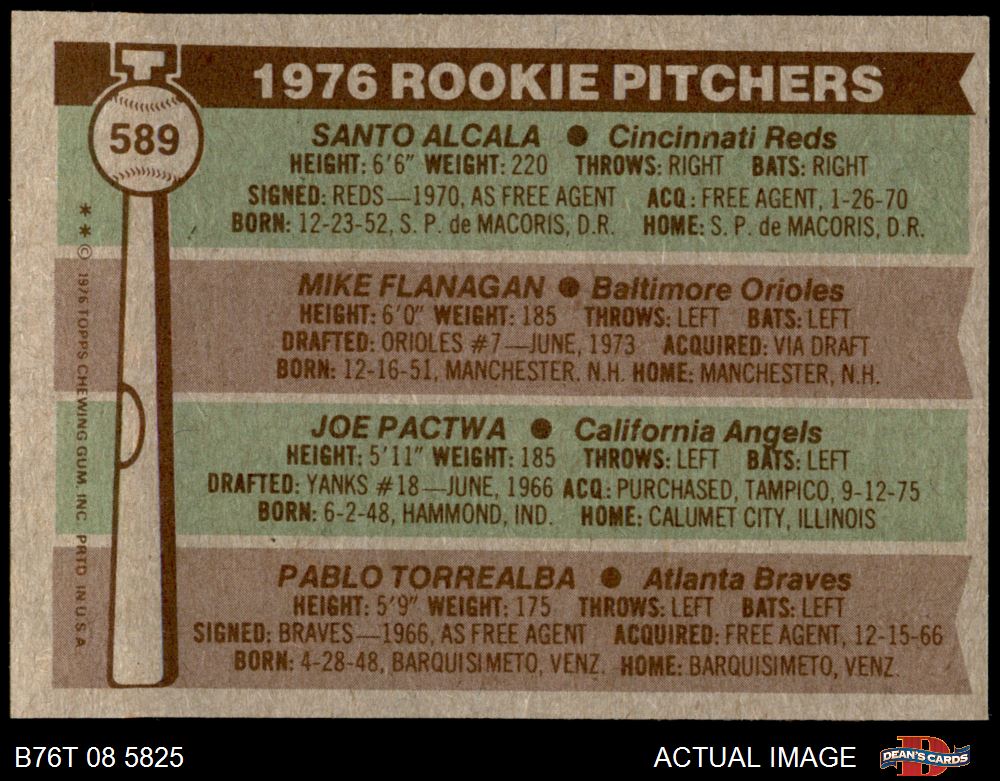 1976 ROOKIE PITCHERS
589
SANTO ALCALA ● Cincinnati Reds
HEIGHT: 6'6" WEIGHT: 220 THROWS: RIGHT BATS: RIGHT
SIGNED: REDS—1970, AS FREE AGENT ACQ: FREE AGENT, 1-26-70
BORN: 12-23-52, S. P. de MACORIS, D.R. HOME: S. P. de MACORIS, D.R.
MIKE FLANAGAN ● Baltimore Orioles
HEIGHT: 6'0" WEIGHT: 185 THROWS: LEFT BATS: LEFT
DRAFTED: ORIOLES #7—JUNE, 1973 ACQUIRED: VIA DRAFT
BORN: 12-16-51, MANCHESTER. N.H. HOME: MANCHESTER, N.H.
JOE PACTWA ● California Angels
HEIGHT: 5'11" WEIGHT: 185 THROWS: LEFT BATS: LEFT
DRAFTED: YANKS #18—JUNE, 1966 ACQ: PURCHASED, TAMPICO, 9-12-75
BORN: 6-2-48, HAMMOND, IND. HOME: CALUMET CITY, ILLINOIS
PABLO TORREALBA ● Atlanta Braves
HEIGHT: 5'9" WEIGHT: 175 THROWS: LEFT BATS: LEFT
SIGNED: BRAVES—1966, AS FREE AGENT ACQUIRED: FREE AGENT, 12-15-66
BORN: 4-28-48, BARQUISIMETO, VENZ. HOME: BARQUISIMETO, VENZ.
** © 1976 TOPPS CHEWING GUM, INC. PRTD. IN U.S.A.
B76T 08 5825
ACTUAL IMAGE
DEAN'S CARDS